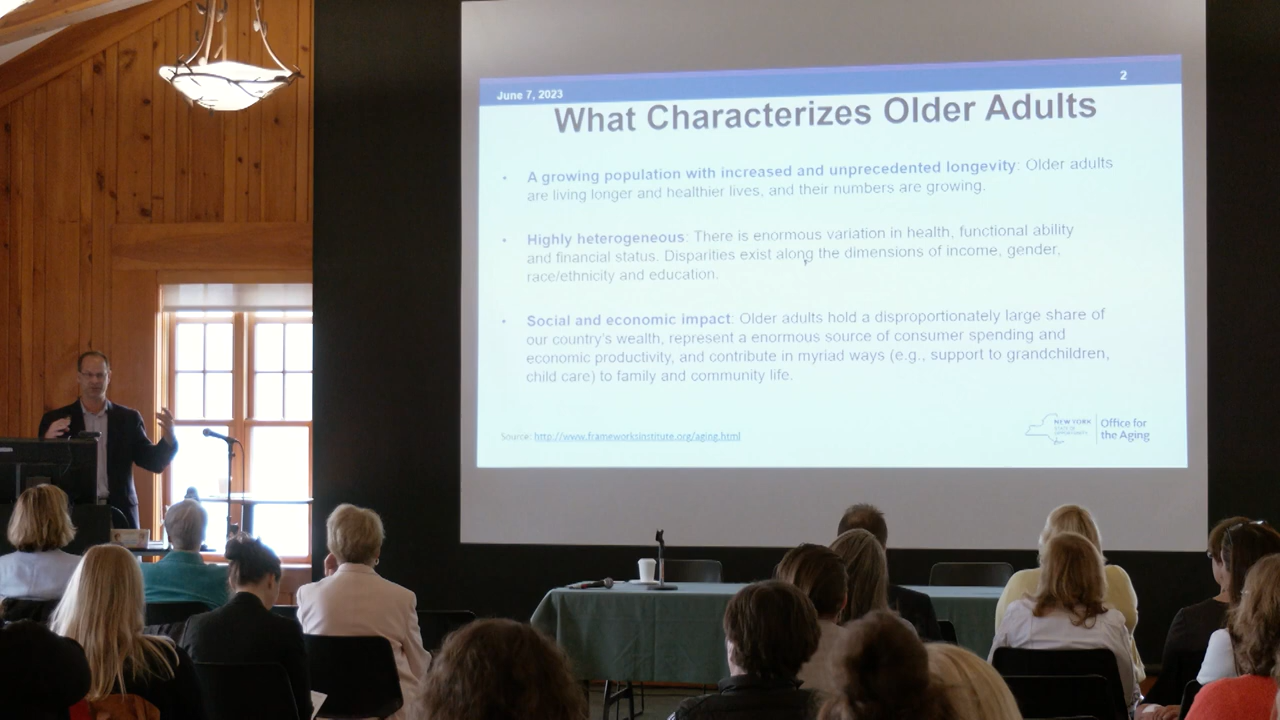 June 7, 2023
2
What Characterizes Older Adults
• A growing population with increased and unprecedented longevity: Older adults
are living longer and healthier lives, and their numbers are growing.
• Highly heterogeneous: There is enormous variation in health, functional ability
and financial status. Disparities exist along the dimensions of income, gender,
race/ethnicity and education.
• Social and economic impact: Older adults hold a disproportionately large share of
our country's wealth, represent a enormous source of consumer spending and
economic productivity, and contribute in myriad ways (e.g., support to grandchildren,
child care) to family and community life.
Source: http://www.frameworksinstitute.org/aging.html
NEW YORK
STATE OF
OPPORTUNITY
Office for
the Aging